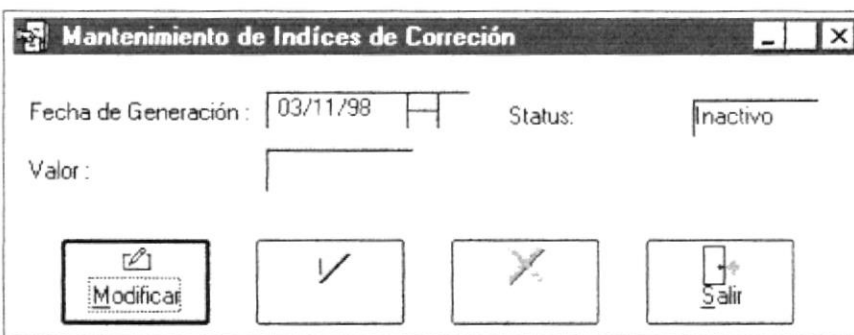 Mantenimiento de Indíces de Correción
Fecha de Generación : 03/11/98 Status: Inactivo
Valor :
Modificar Salir